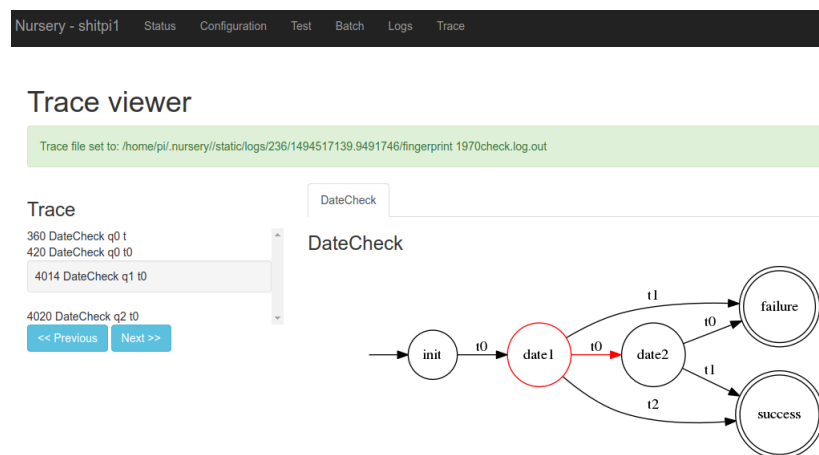 Nursery - shitpi1 Status Configuration Test Batch Logs Trace
Trace viewer
Trace file set to: /home/pi/.nursery//static/logs/236/1494517139.9491746/fingerprint 1970check.log.out
Trace
360 DateCheck q0 t
420 DateCheck q0 t0
4014 DateCheck q1 t0
4020 DateCheck q2 t0
<< Previous Next >>
DateCheck
DateCheck
t1
failure
t0
init
t0
date1
t0
date2
t1
t2
success